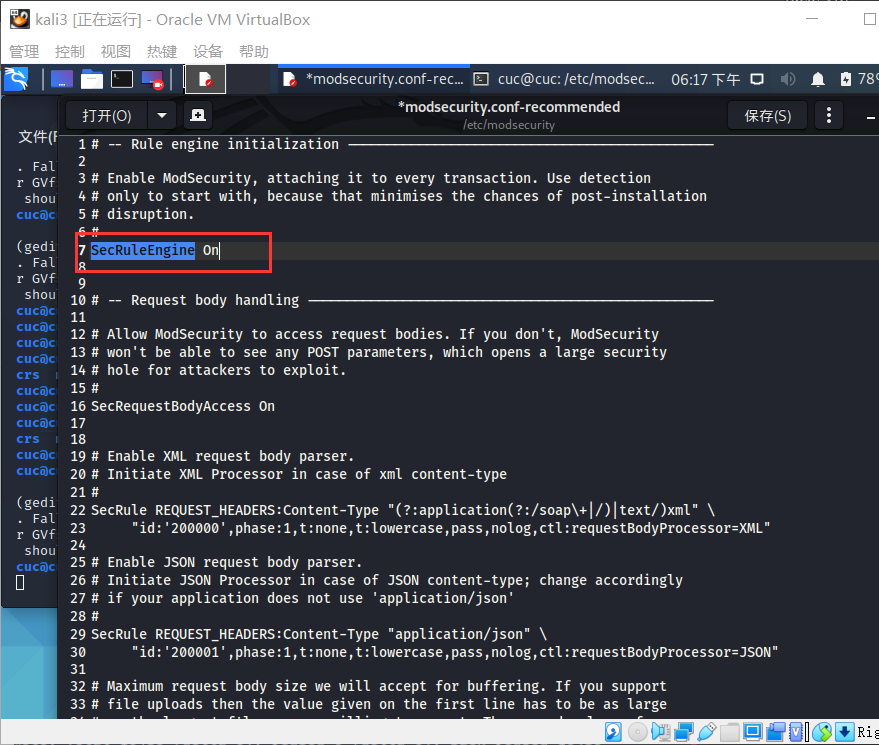 kali3 [正在运行] - Oracle VM VirtualBox
管理 控制 视图 热键 设备 帮助
*modsecurity.conf-rec... cuc@cuc: /etc/modsec... 06:17 下午 78%
打开(O) *modsecurity.conf-recommended 保存(S)
/etc/modsecurity
文件(F
. Fal
r GVf
shou
cuc@c
(gedi
. Fal
r GVf
shou
cuc@c
cuc@c
cuc@c
cuc@c
crs
cuc@c
cuc@c
cuc@c
crs
cuc@c
cuc@c
(gedi
. Fal
r GVf
shou
cuc@c
1 # -- Rule engine initialization ----------------------------------------------
2
3 # Enable ModSecurity, attaching it to every transaction. Use detection
4 # only to start with, because that minimises the chances of post-installation
5 # disruption.
6 #
7 SecRuleEngine On
8
9
10 # -- Request body handling ---------------------------------------------------
11
12 # Allow ModSecurity to access request bodies. If you don't, ModSecurity
13 # won't be able to see any POST parameters, which opens a large security
14 # hole for attackers to exploit.
15 #
16 SecRequestBodyAccess On
17
18
19 # Enable XML request body parser.
20 # Initiate XML Processor in case of xml content-type
21 #
22 SecRule REQUEST_HEADERS:Content-Type "(?:application(?:/soap\+|/)|text/)xml" \
23 "id:'200000',phase:1,t:none,t:lowercase,pass,nolog,ctl:requestBodyProcessor=XML"
24
25 # Enable JSON request body parser.
26 # Initiate JSON Processor in case of JSON content-type; change accordingly
27 # if your application does not use 'application/json'
28 #
29 SecRule REQUEST_HEADERS:Content-Type "application/json" \
30 "id:'200001',phase:1,t:none,t:lowercase,pass,nolog,ctl:requestBodyProcessor=JSON"
31
32 # Maximum request body size we will accept for buffering. If you support
33 # file uploads then the value given on the first line has to be as large
Rig